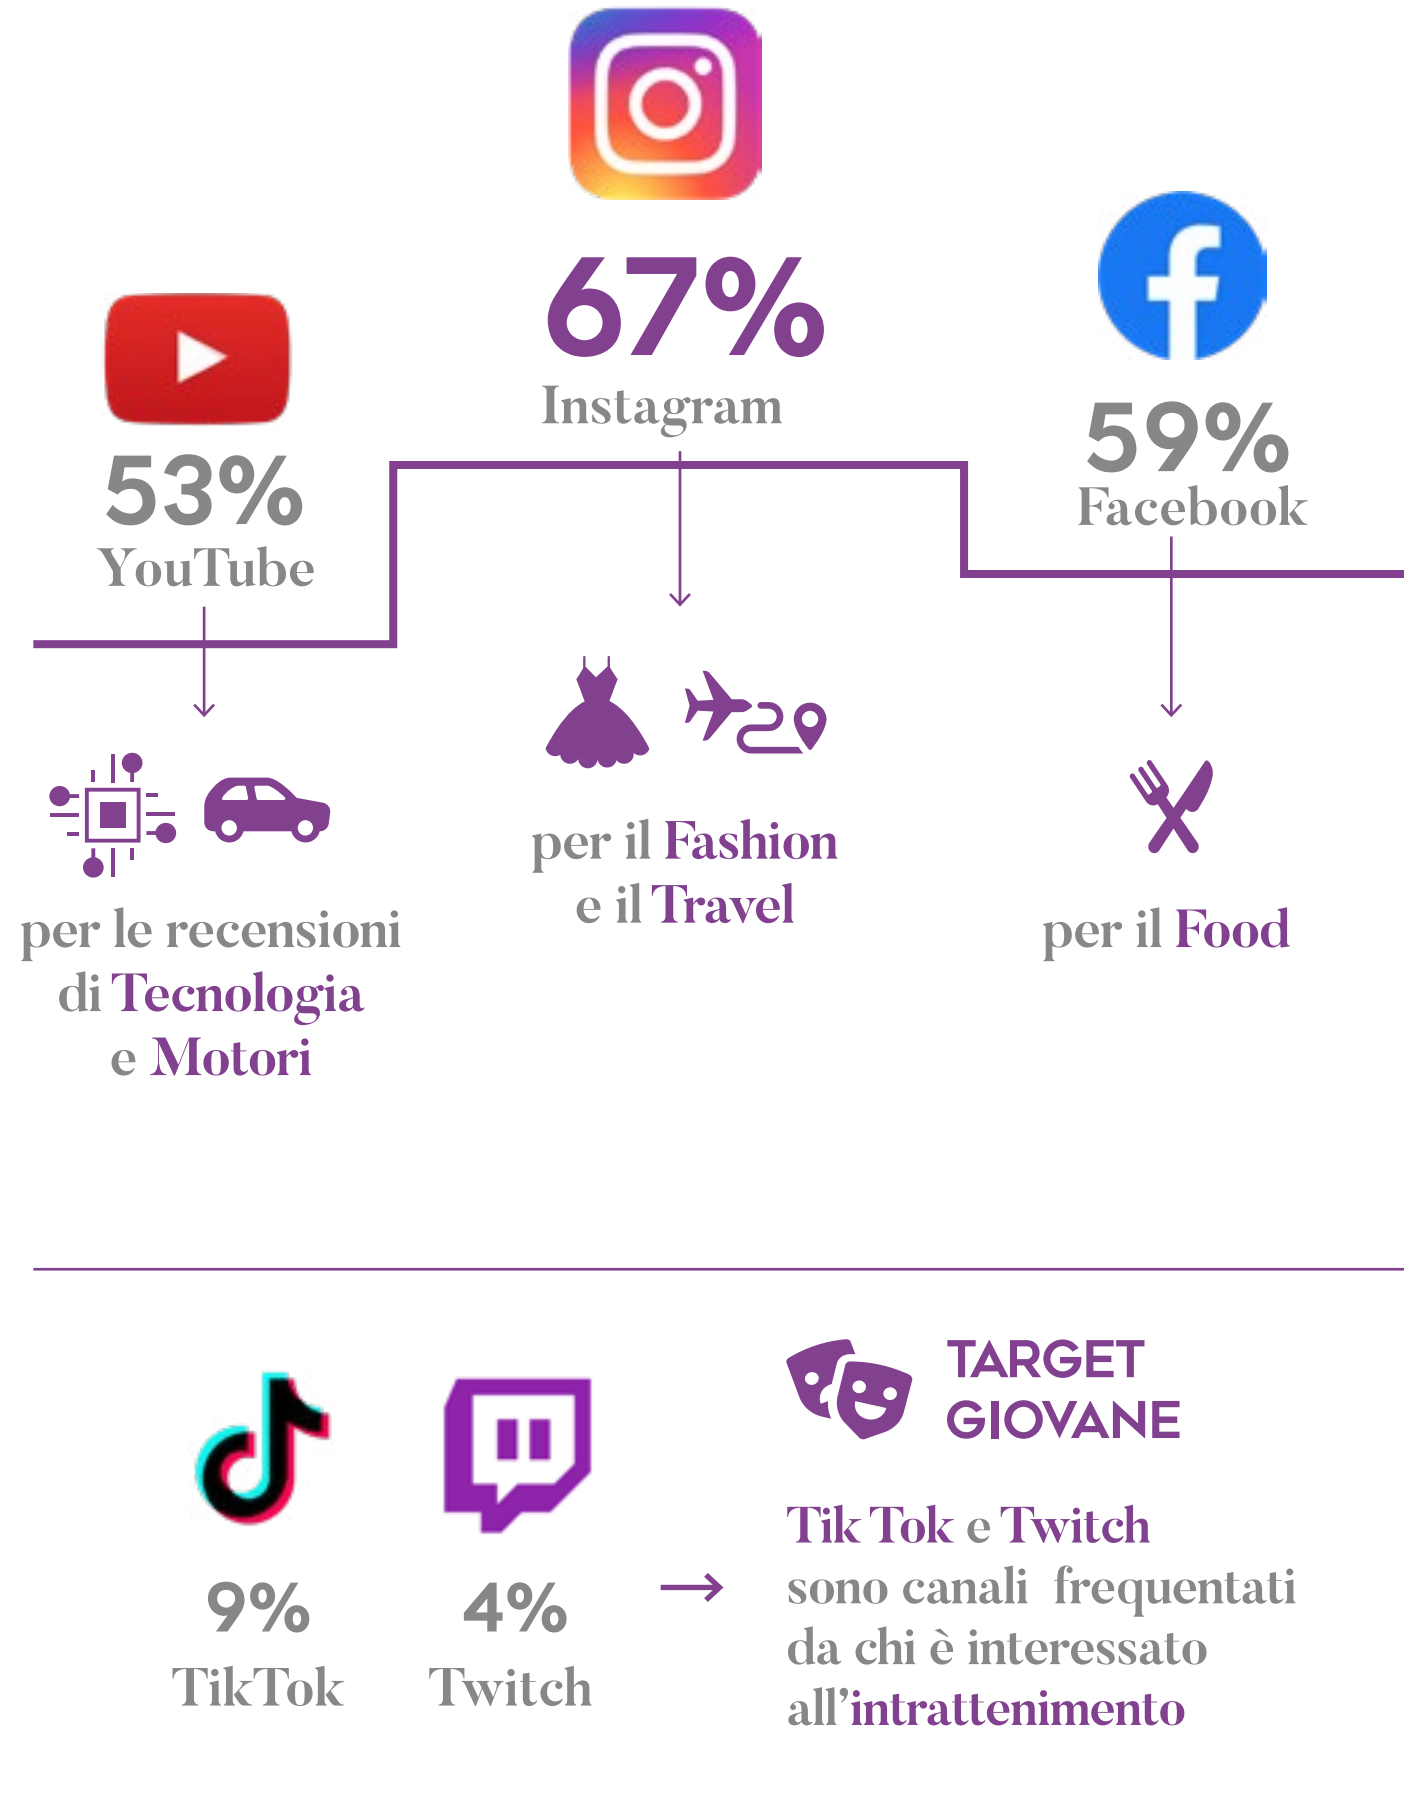 67%
Instagram
59%
Facebook
53%
YouTube
per il Fashion
e il Travel
per le recensioni
di Tecnologia
e Motori
per il Food
TARGET
GIOVANE
Tik Tok e Twitch
sono canali frequentati
da chi è interessato
all'intrattenimento
9%
TikTok
4%
Twitch